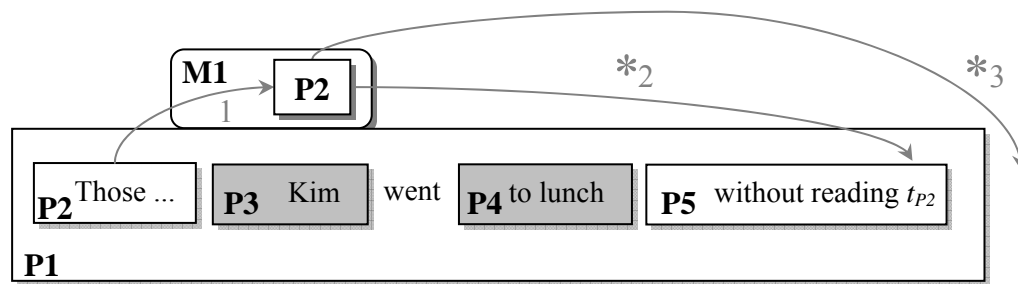 M1 P2
1 *2 *3
P2 Those ... P3 Kim went P4 to lunch P5 without reading tP2
P1